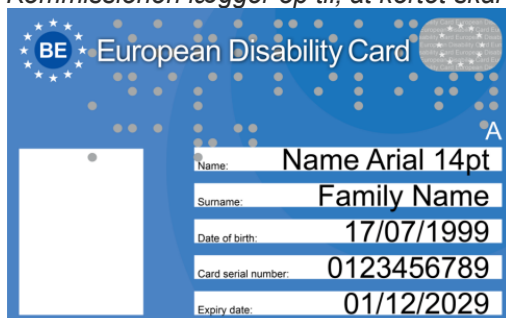 Kommissionen lægger op til, at kortet skal
BE European Disability Card
A
Name: Name Arial 14pt
Surname: Family Name
Date of birth: 17/07/1999
Card serial number: 0123456789
Expiry date: 01/12/2029